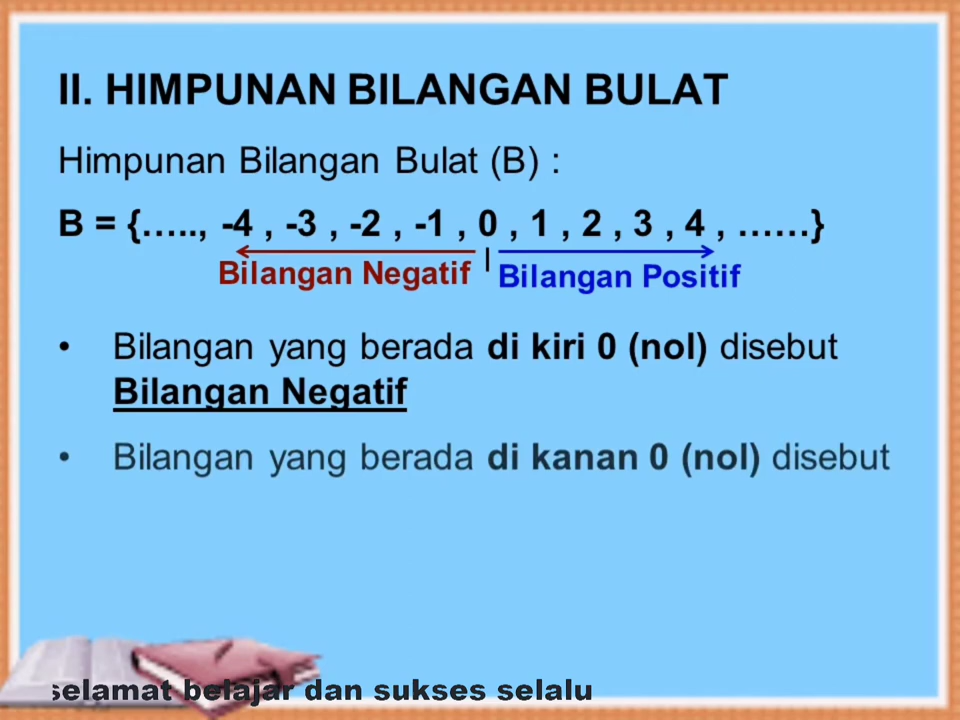 II. HIMPUNAN BILANGAN BULAT
Himpunan Bilangan Bulat (B) :
B = {….., -4 , -3 , -2 , -1 , 0 , 1 , 2 , 3 , 4 , ……}
Bilangan Negatif Bilangan Positif
• Bilangan yang berada di kiri 0 (nol) disebut
Bilangan Negatif
• Bilangan yang berada di kanan 0 (nol) disebut
selamat belajar dan sukses selalu